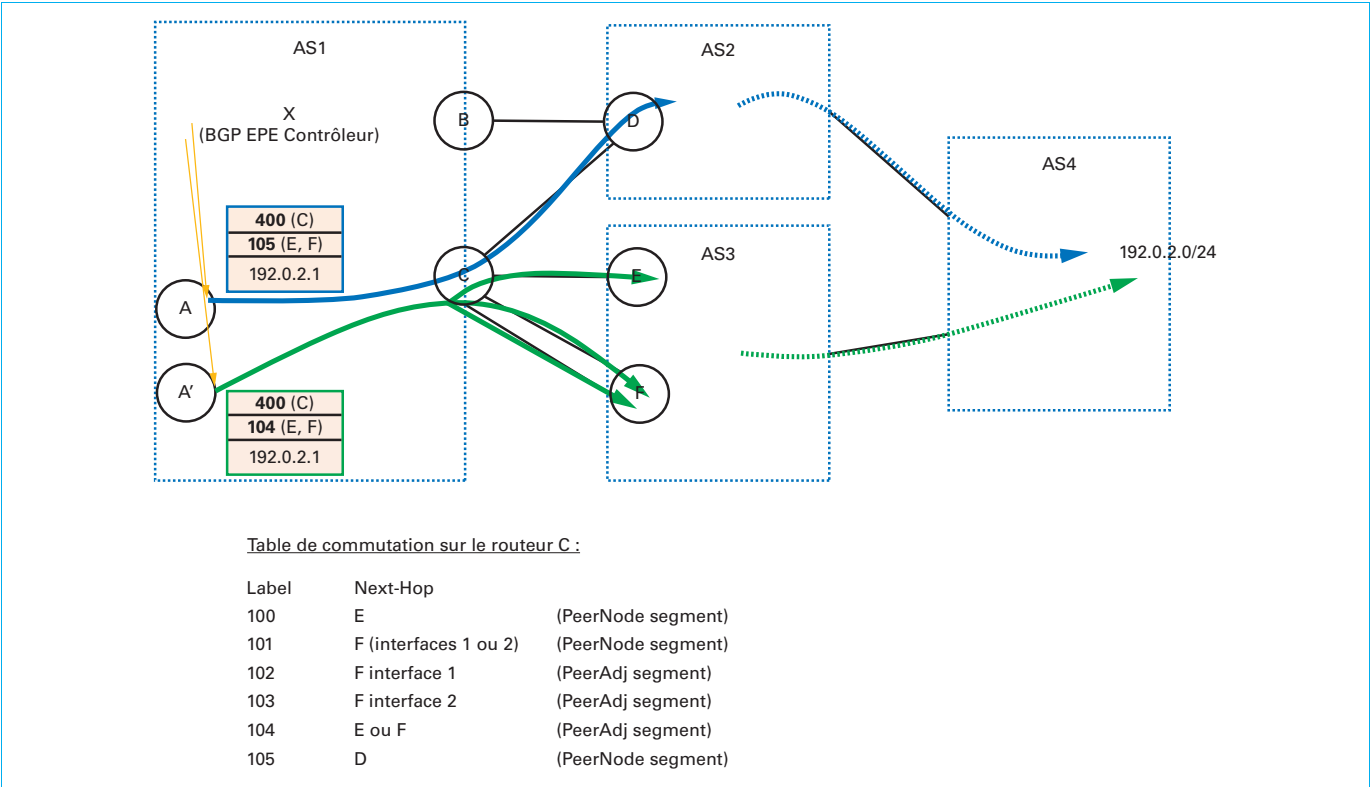 AS1
X
(BGP EPE Contrôleur)
B
400 (C)
105 (E, F)
192.0.2.1
A
A′
400 (C)
104 (E, F)
192.0.2.1
C
AS2
D
AS3
E
F
AS4
192.0.2.0/24
Table de commutation sur le routeur C :
Label Next-Hop
100 E (PeerNode segment)
101 F (interfaces 1 ou 2) (PeerNode segment)
102 F interface 1 (PeerAdj segment)
103 F interface 2 (PeerAdj segment)
104 E ou F (PeerAdj segment)
105 D (PeerNode segment)